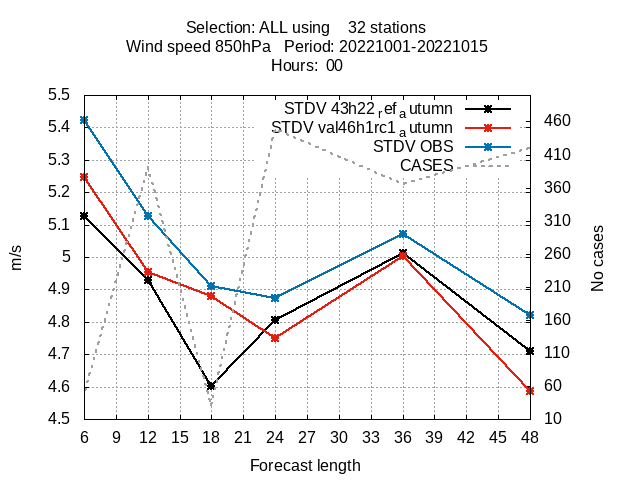 Selection: ALL using 32 stations
Wind speed 850hPa Period: 20221001-20221015
Hours: 00
STDV 43h22_ref_autumn
STDV val46h1rc1_autumn
STDV OBS
CASES
5.5
5.4
5.3
5.2
5.1
5
4.9
4.8
4.7
4.6
4.5
460
410
360
310
260
210
160
110
60
10
m/s
No cases
6 9 12 15 18 21 24 27 30 33 36 39 42 45 48
Forecast length